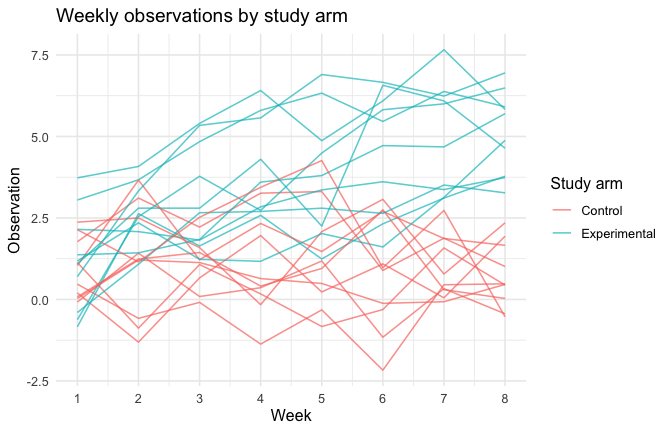 Weekly observations by study arm
7.5
5.0
2.5
0.0
-2.5
Observation
1 2 3 4 5 6 7 8
Week
Study arm
Control
Experimental